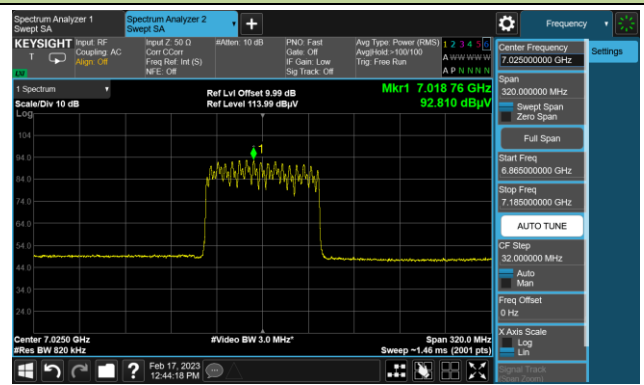 Spectrum Analyzer 1
Swept SA
Spectrum Analyzer 2
Swept SA
Frequency
KEYSIGHT
T
LV
Input: RF
Coupling: AC
Align: Off
Input Z: 50 Ω
Corr CCorr
Freq Ref: Int (S)
NFE: Off
#Atten: 10 dB
PNO: Fast
Gate: Off
IF Gain: Low
Sig Track: Off
Avg Type: Power (RMS)
Avg|Hold:>100/100
Trig: Free Run
1 2 3 4 5 6
A W W W W W
A P N N N N
1 Spectrum
Scale/Div 10 dB
Log
Ref Lvl Offset 9.99 dB
Ref Level 113.99 dBµV
Mkr1 7.018 76 GHz
92.810 dBµV
104
94.0
84.0
74.0
64.0
54.0
44.0
34.0
24.0
1
Center 7.0250 GHz
#Res BW 820 kHz
#Video BW 3.0 MHz*
Span 320.0 MHz
Sweep ~1.46 ms (2001 pts)
Feb 17, 2023
12:44:18 PM
Center Frequency
7.025000000 GHz
Settings
Span
320.000000 MHz
Swept Span
Zero Span
Full Span
Start Freq
6.865000000 GHz
Stop Freq
7.185000000 GHz
AUTO TUNE
CF Step
32.000000 MHz
Auto
Man
Freq Offset
0 Hz
X Axis Scale
Log
Lin
Signal Track
(Span Zoom)